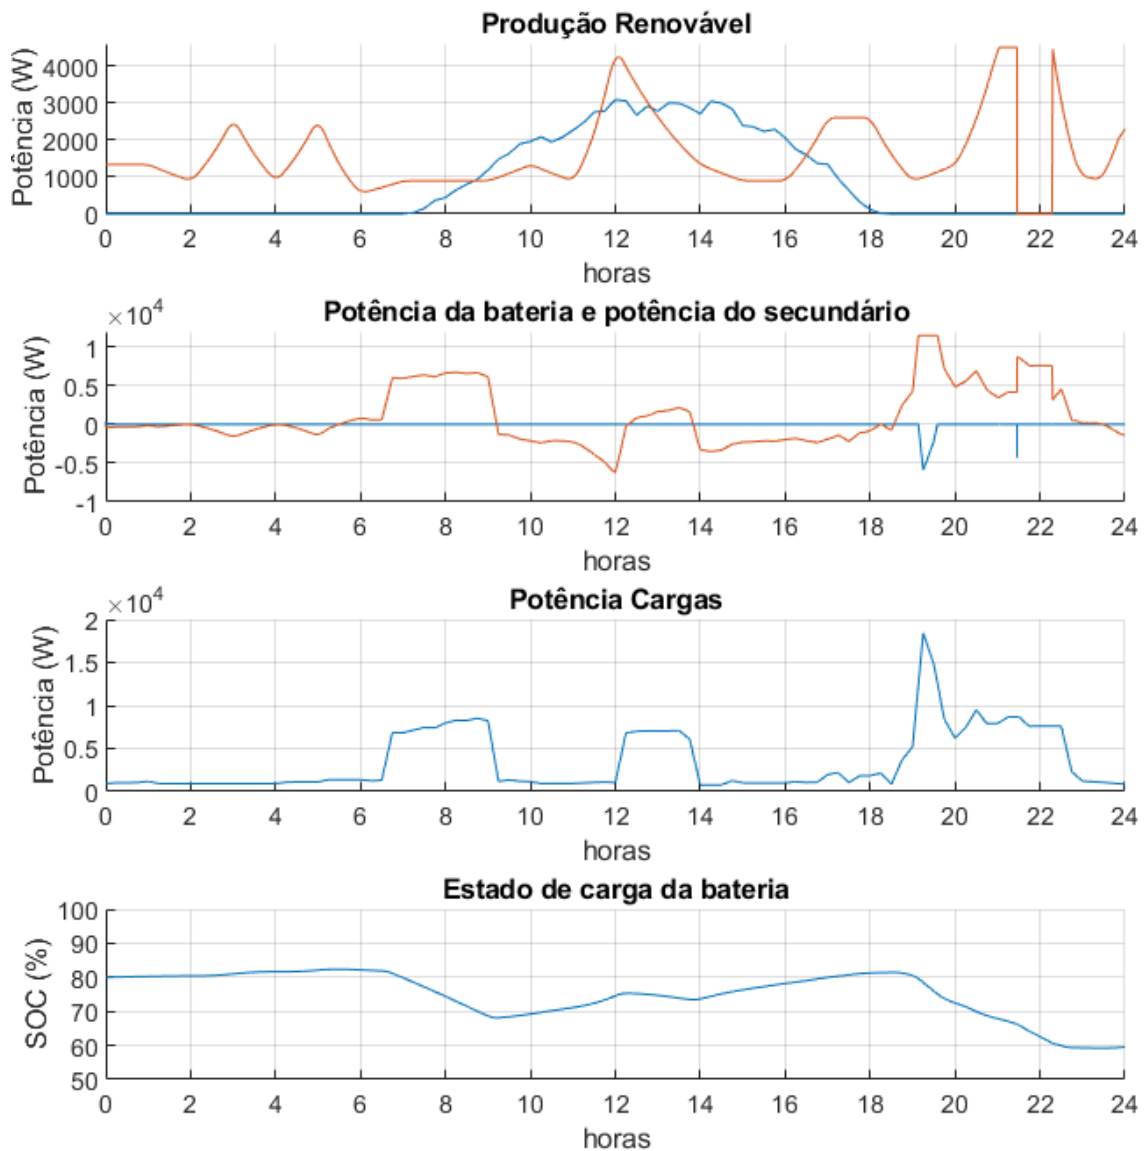 Produção Renovável
Potência (W)
4000
3000
2000
1000
0
0 2 4 6 8 10 12 14 16 18 20 22 24
horas
×10⁴
Potência da bateria e potência do secundário
Potência (W)
1
0.5
0
-0.5
-1
0 2 4 6 8 10 12 14 16 18 20 22 24
horas
×10⁴
Potência Cargas
Potência (W)
2
1.5
1
0.5
0
0 2 4 6 8 10 12 14 16 18 20 22 24
horas
Estado de carga da bateria
SOC (%)
100
90
80
70
60
50
0 2 4 6 8 10 12 14 16 18 20 22 24
horas